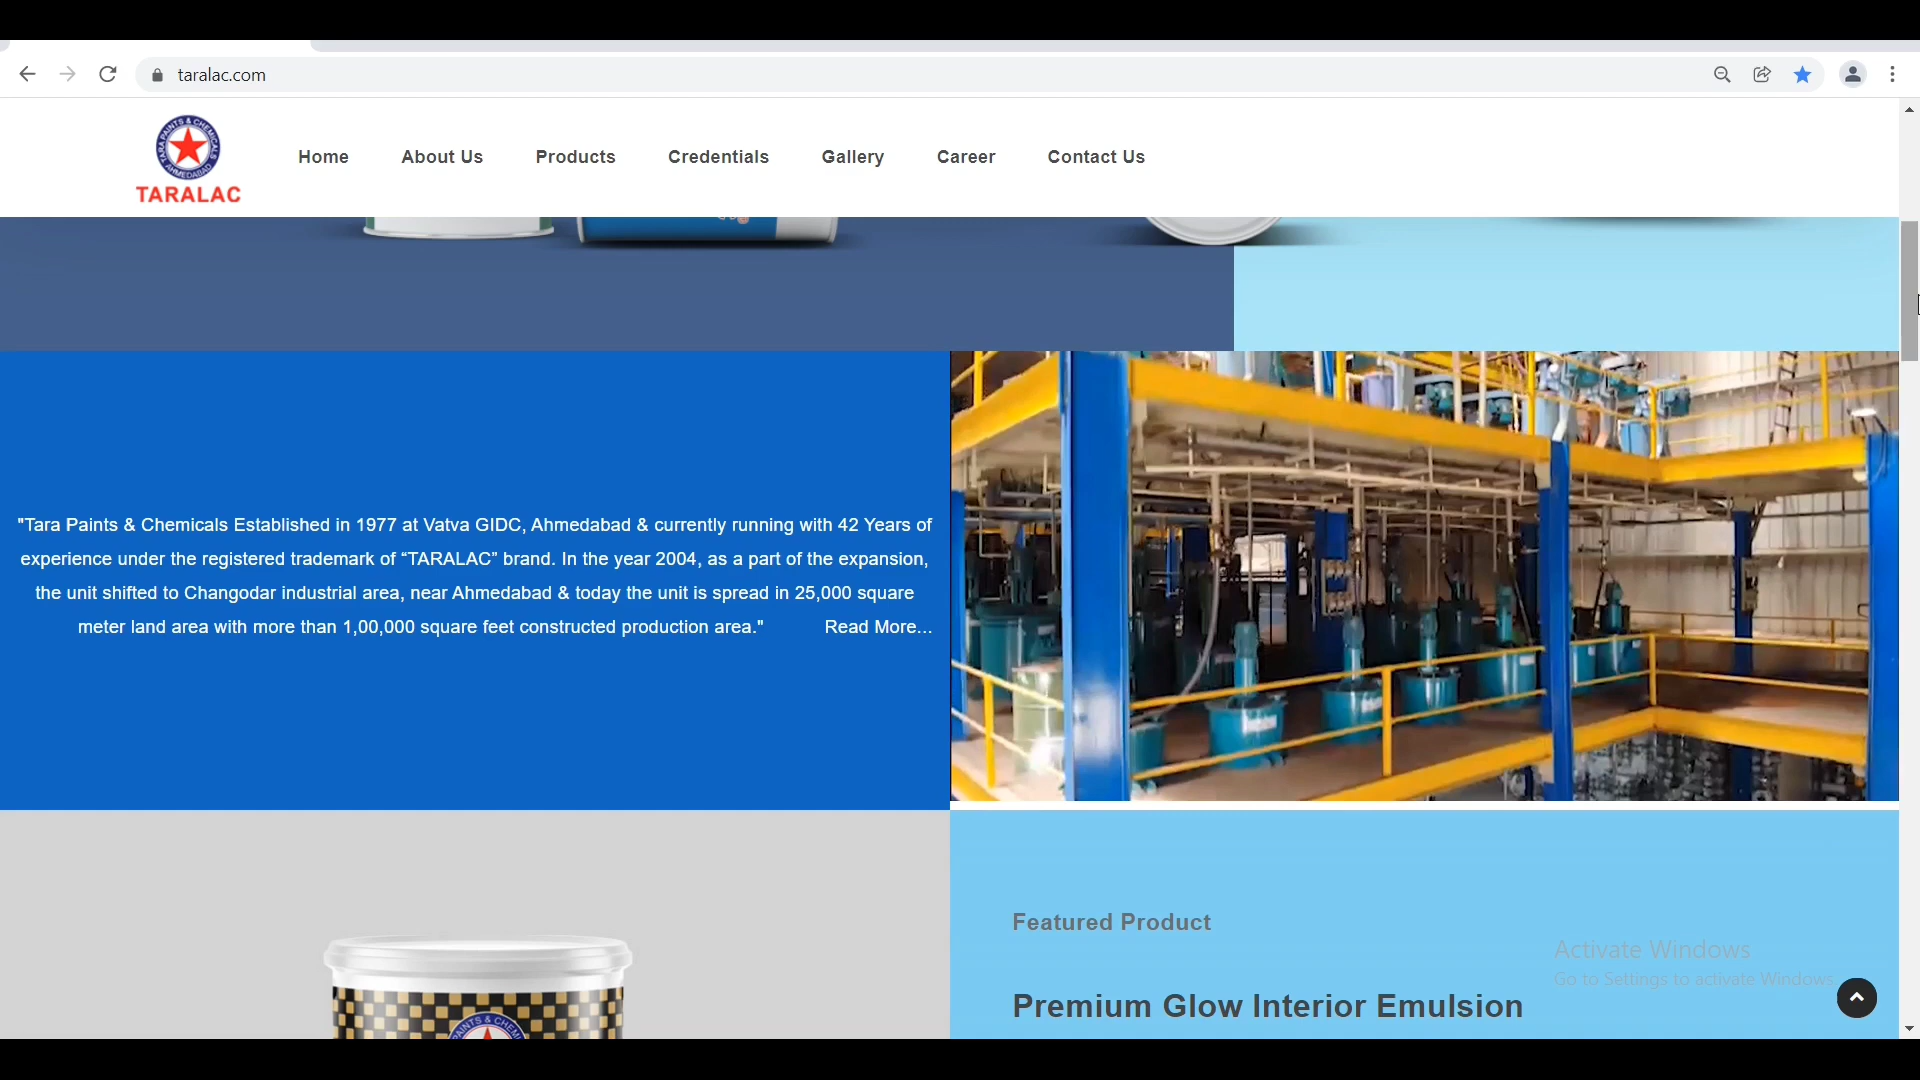 taralac.com
TARA PAINTS & CHEMICALS
AHMEDABAD
TARALAC
Home
About Us
Products
Credentials
Gallery
Career
Contact Us
"Tara Paints & Chemicals Established in 1977 at Vatva GIDC, Ahmedabad & currently running with 42 Years of
experience under the registered trademark of “TARALAC” brand. In the year 2004, as a part of the expansion,
the unit shifted to Changodar industrial area, near Ahmedabad & today the unit is spread in 25,000 square
meter land area with more than 1,00,000 square feet constructed production area." Read More...
Featured Product
Premium Glow Interior Emulsion
Activate Windows
Go to Settings to activate Windows.